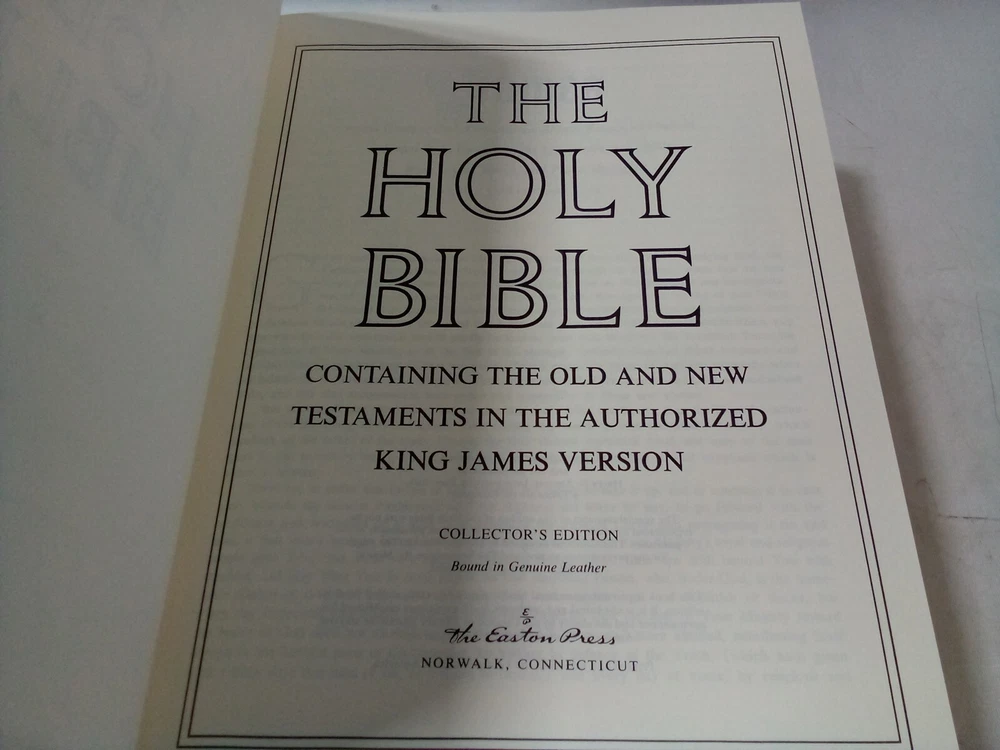 THE
HOLY
BIBLE
CONTAINING THE OLD AND NEW
TESTAMENTS IN THE AUTHORIZED
KING JAMES VERSION
COLLECTOR'S EDITION
Bound in Genuine Leather
E
P
The Easton Press
NORWALK, CONNECTICUT